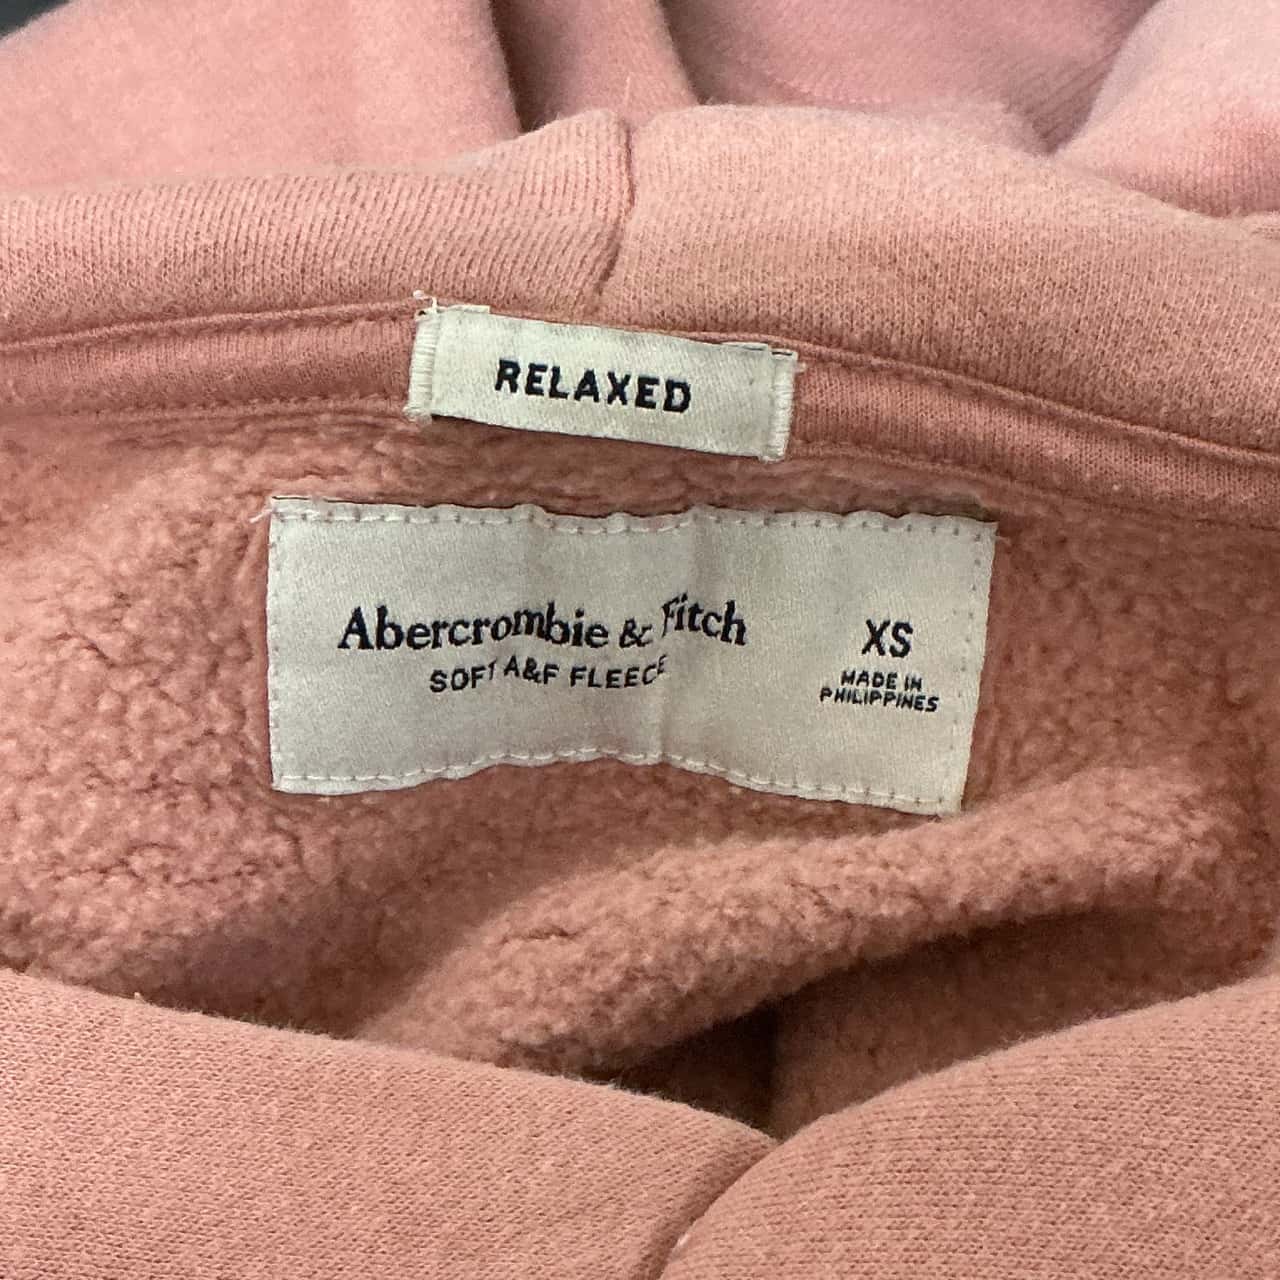 RELAXED
Abercrombie & Fitch
SOFT A&F FLEECE
XS
MADE IN
PHILIPPINES